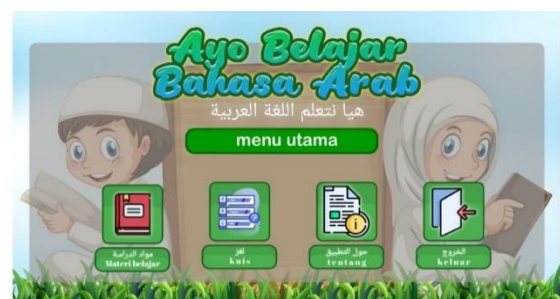 Ayo Belajar
Bahasa Arab
هيا نتعلم اللغة العربية
menu utama
مواد الدراسة
Materi belajar
لغز
kuis
حول التطبيق
tentang
الخروج
keluar